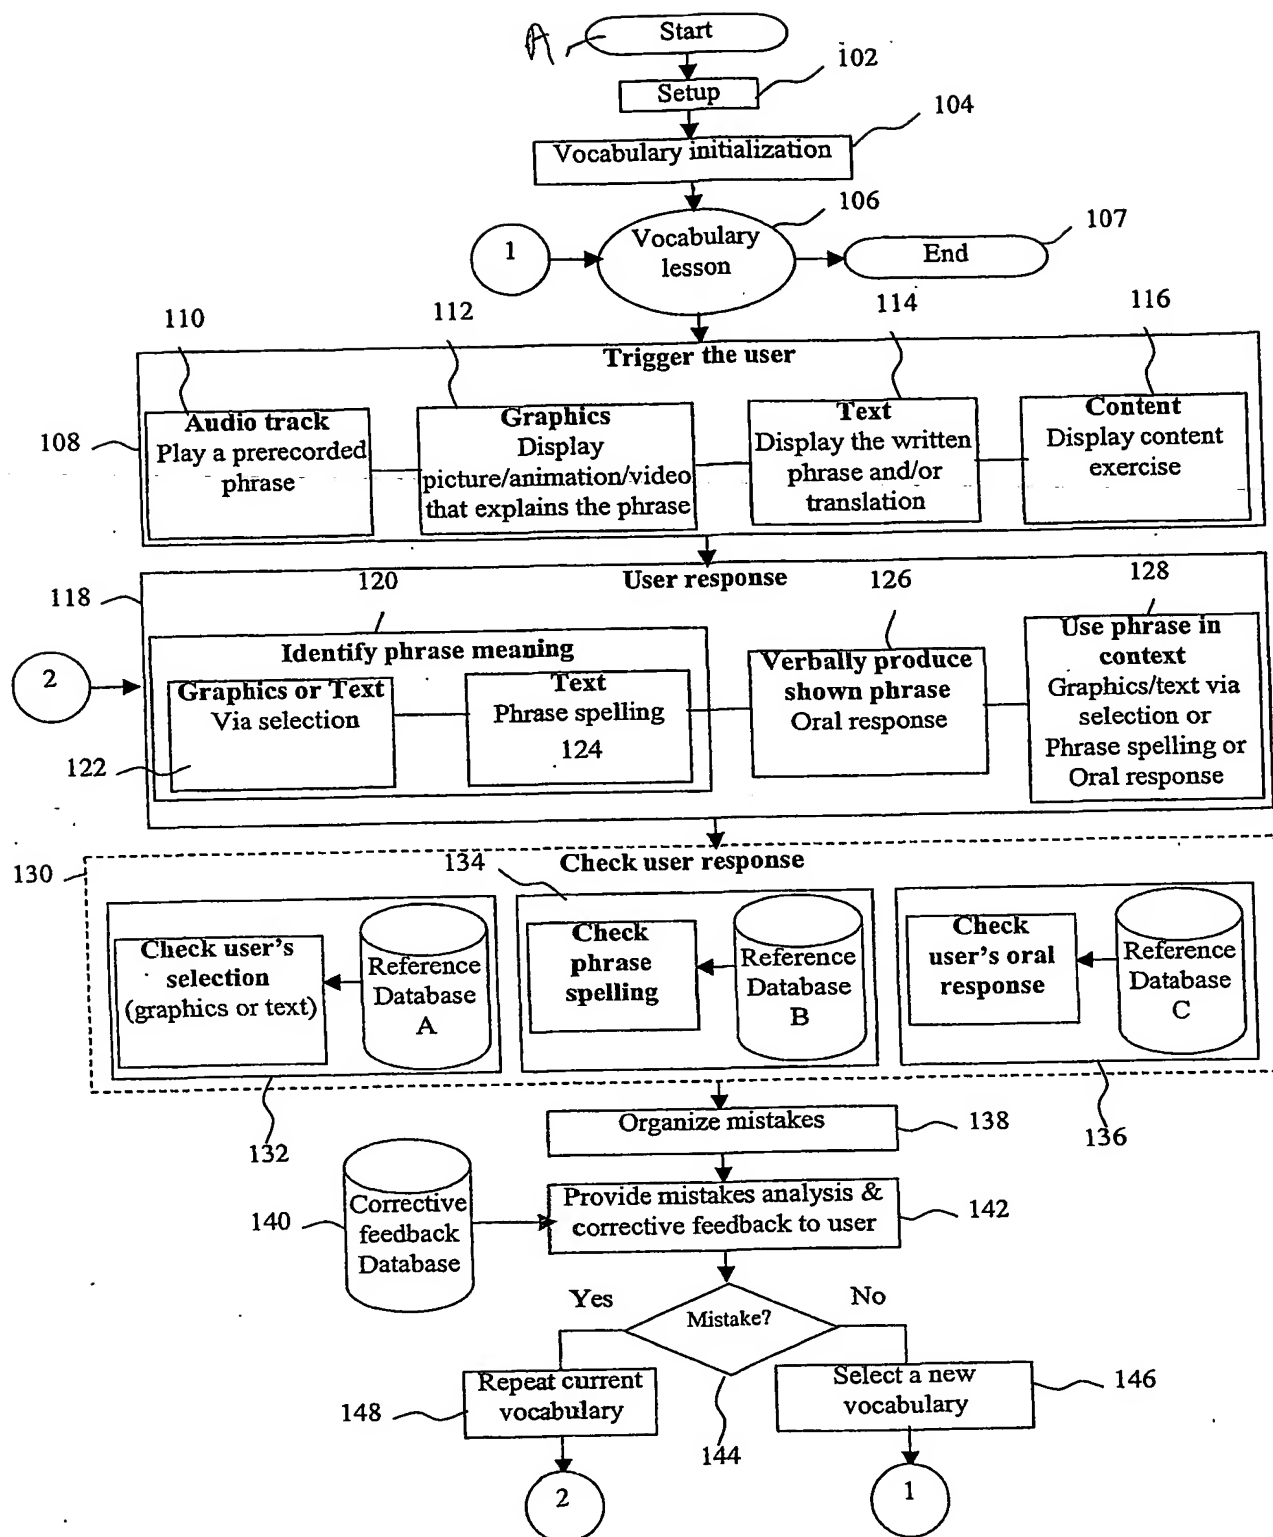 A
Start
102
Setup
104
Vocabulary initialization
106
1
Vocabulary
lesson
107
End
110
112
114
116
Trigger the user
108
Audio track
Play a prerecorded
phrase
Graphics
Display
picture/animation/video
that explains the phrase
Text
Display the written
phrase and/or
translation
Content
Display content
exercise
118
120
User response
126
128
2
Identify phrase meaning
Graphics or Text
Via selection
122
Text
Phrase spelling
124
Verbally produce
shown phrase
Oral response
Use phrase in
context
Graphics/text via
selection or
Phrase spelling or
Oral response
130
134
Check user response
Check user's
selection
(graphics or text)
Reference
Database
A
Check
phrase
spelling
Reference
Database
B
Check
user's oral
response
Reference
Database
C
132
136
Organize mistakes
138
140
Corrective
feedback
Database
Provide mistakes analysis &
corrective feedback to user
142
Yes
Mistake?
No
144
148
Repeat current
vocabulary
Select a new
vocabulary
146
2
1